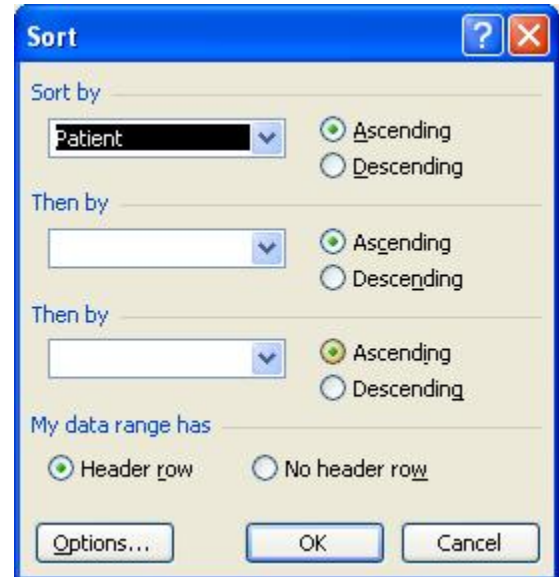 Sort ?
Sort by
Patient Ascending
Descending
Then by
Ascending
Descending
Then by
Ascending
Descending
My data range has
Header row No header row
Options... OK Cancel